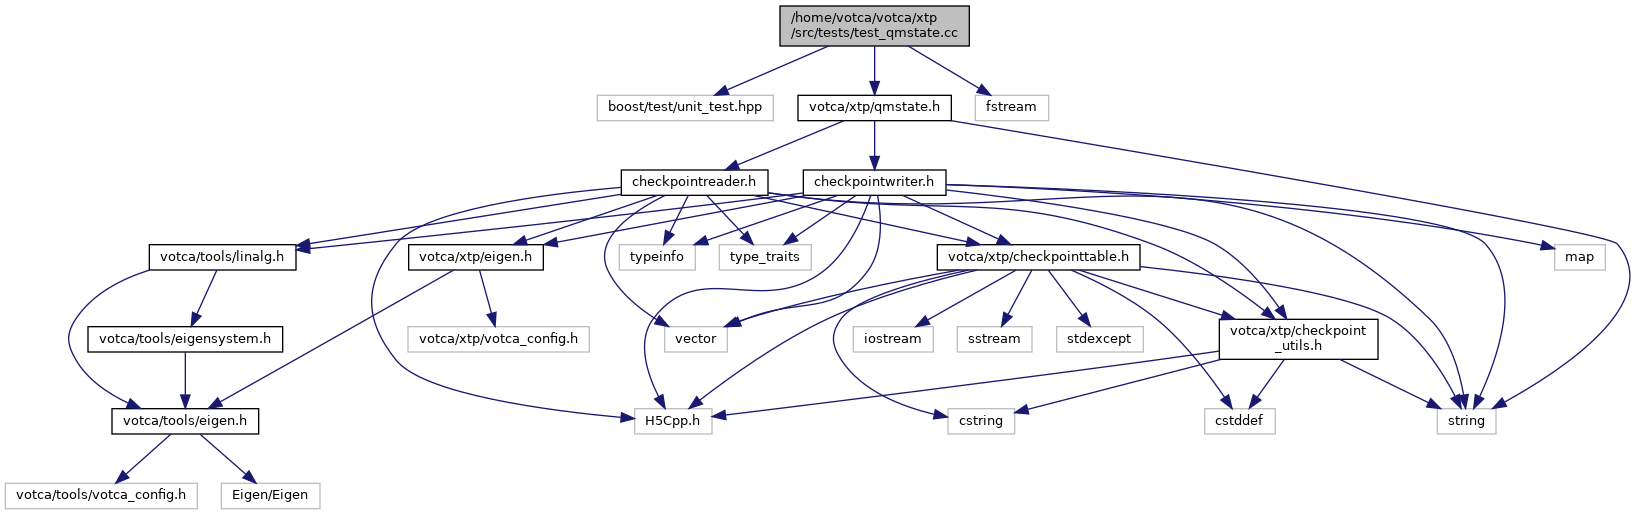 /home/votca/votca/xtp
/src/tests/test_qmstate.cc
boost/test/unit_test.hpp
votca/xtp/qmstate.h
fstream
checkpointreader.h
checkpointwriter.h
votca/tools/linalg.h
votca/xtp/eigen.h
typeinfo
type_traits
votca/xtp/checkpointtable.h
map
votca/tools/eigensystem.h
votca/xtp/votca_config.h
vector
iostream
sstream
stdexcept
votca/xtp/checkpoint
_utils.h
votca/tools/eigen.h
H5Cpp.h
cstring
cstddef
string
votca/tools/votca_config.h
Eigen/Eigen